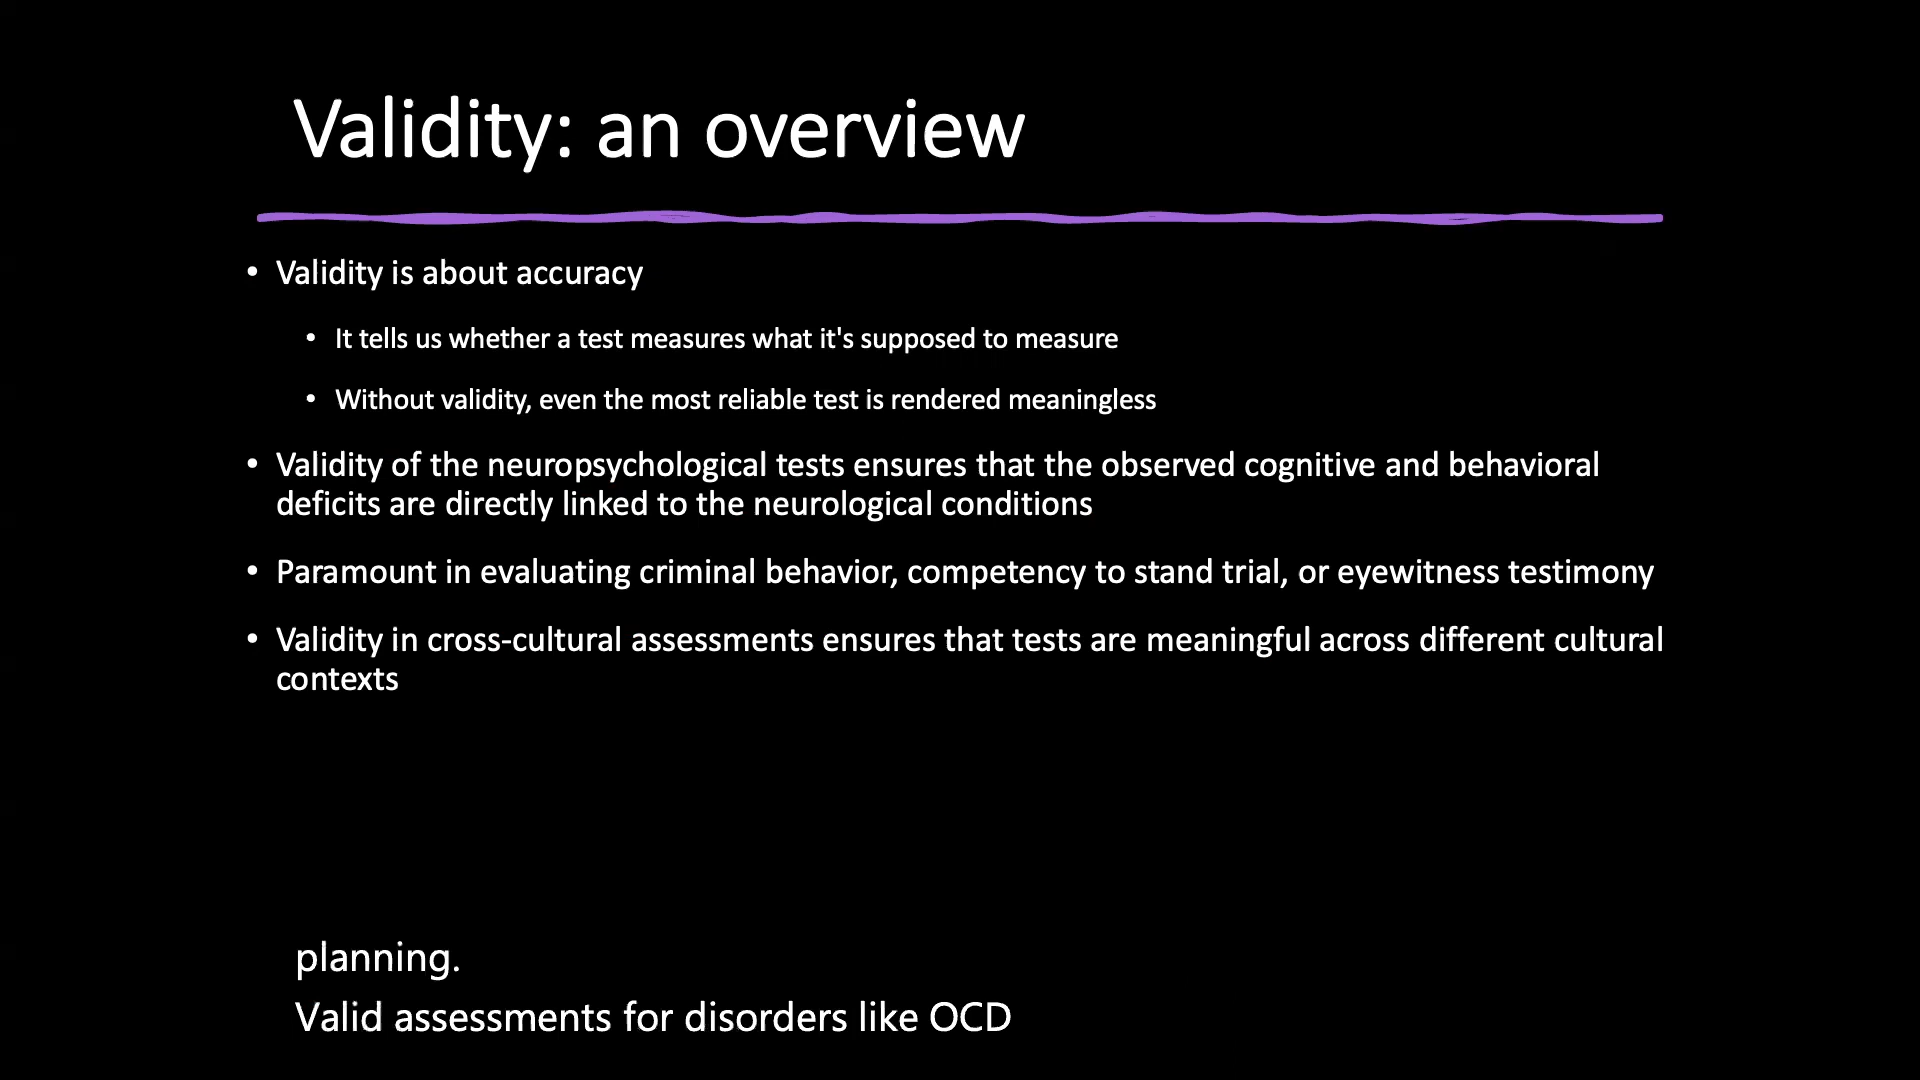 Validity: an overview
• Validity is about accuracy
• It tells us whether a test measures what it's supposed to measure
• Without validity, even the most reliable test is rendered meaningless
• Validity of the neuropsychological tests ensures that the observed cognitive and behavioral
deficits are directly linked to the neurological conditions
• Paramount in evaluating criminal behavior, competency to stand trial, or eyewitness testimony
• Validity in cross-cultural assessments ensures that tests are meaningful across different cultural
contexts
planning.
Valid assessments for disorders like OCD